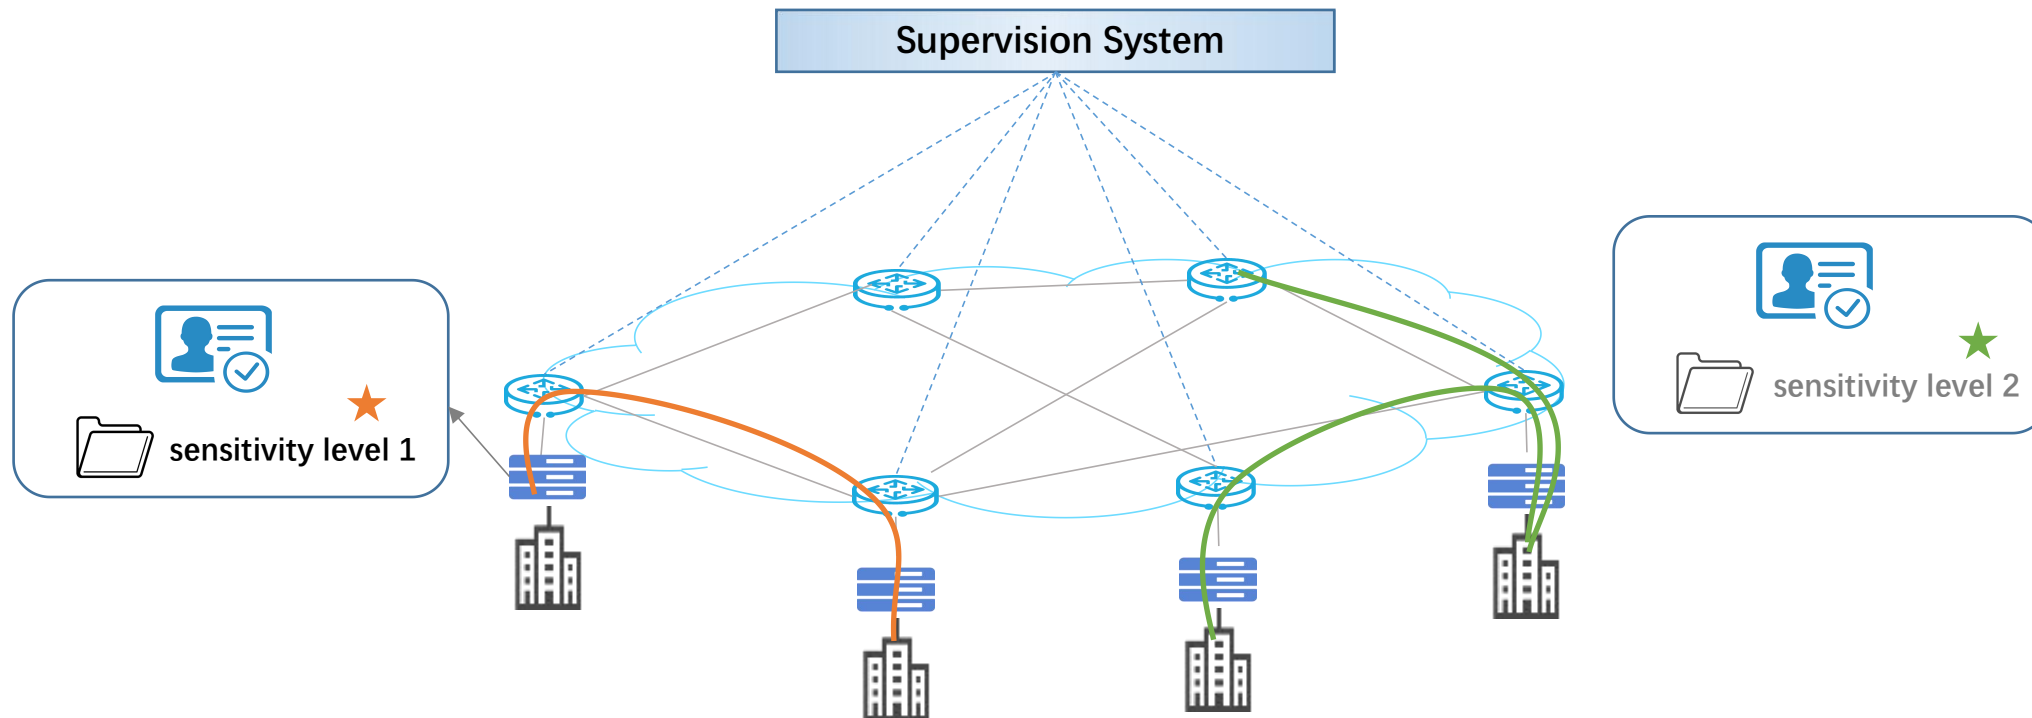 Supervision System
sensitivity level 1
sensitivity level 2